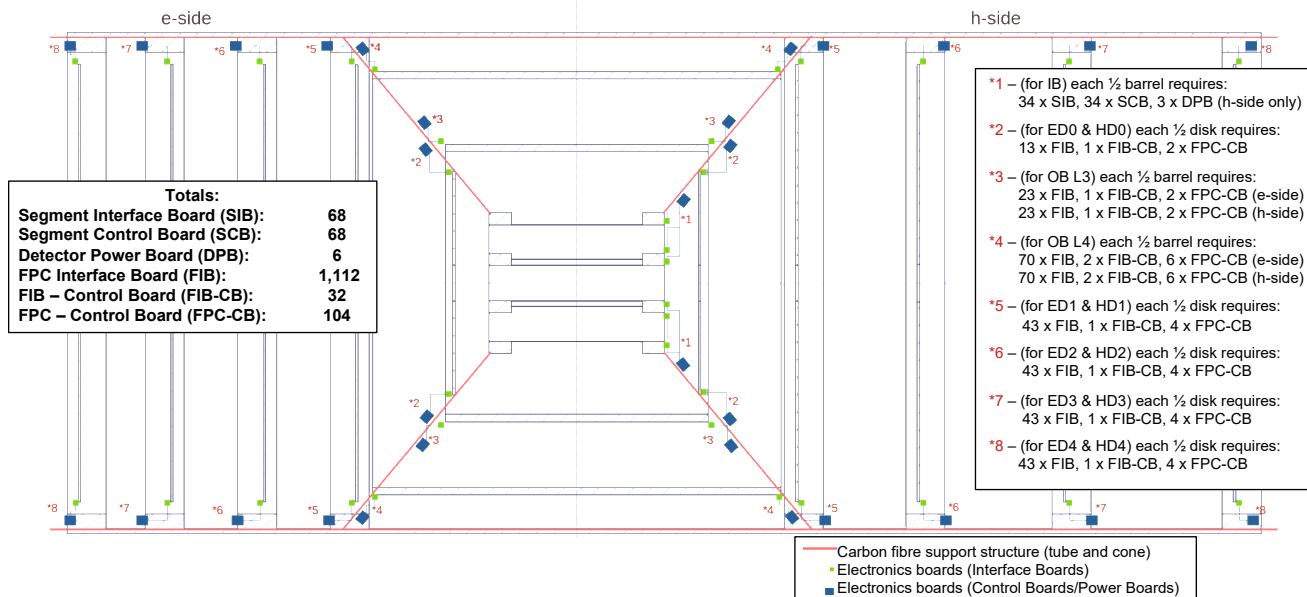 e-side
h-side
*8
*7
*6
*5
*4
*4
*5
*6
*7
*8
*3
*3
*2
*2
*1
*1
*2
*2
*3
*3
*8
*7
*6
*5
*4
*4
*5
*6
*7
*8
Totals:
Segment Interface Board (SIB): 68
Segment Control Board (SCB): 68
Detector Power Board (DPB): 6
FPC Interface Board (FIB): 1,112
FIB – Control Board (FIB-CB): 32
FPC – Control Board (FPC-CB): 104
*1 – (for IB) each ½ barrel requires:
34 x SIB, 34 x SCB, 3 x DPB (h-side only)
*2 – (for ED0 & HD0) each ½ disk requires:
13 x FIB, 1 x FIB-CB, 2 x FPC-CB
*3 – (for OB L3) each ½ barrel requires:
23 x FIB, 1 x FIB-CB, 2 x FPC-CB (e-side)
23 x FIB, 1 x FIB-CB, 2 x FPC-CB (h-side)
*4 – (for OB L4) each ½ barrel requires:
70 x FIB, 2 x FIB-CB, 6 x FPC-CB (e-side)
70 x FIB, 2 x FIB-CB, 6 x FPC-CB (h-side)
*5 – (for ED1 & HD1) each ½ disk requires:
43 x FIB, 1 x FIB-CB, 4 x FPC-CB
*6 – (for ED2 & HD2) each ½ disk requires:
43 x FIB, 1 x FIB-CB, 4 x FPC-CB
*7 – (for ED3 & HD3) each ½ disk requires:
43 x FIB, 1 x FIB-CB, 4 x FPC-CB
*8 – (for ED4 & HD4) each ½ disk requires:
43 x FIB, 1 x FIB-CB, 4 x FPC-CB
Carbon fibre support structure (tube and cone)
Electronics boards (Interface Boards)
Electronics boards (Control Boards/Power Boards)